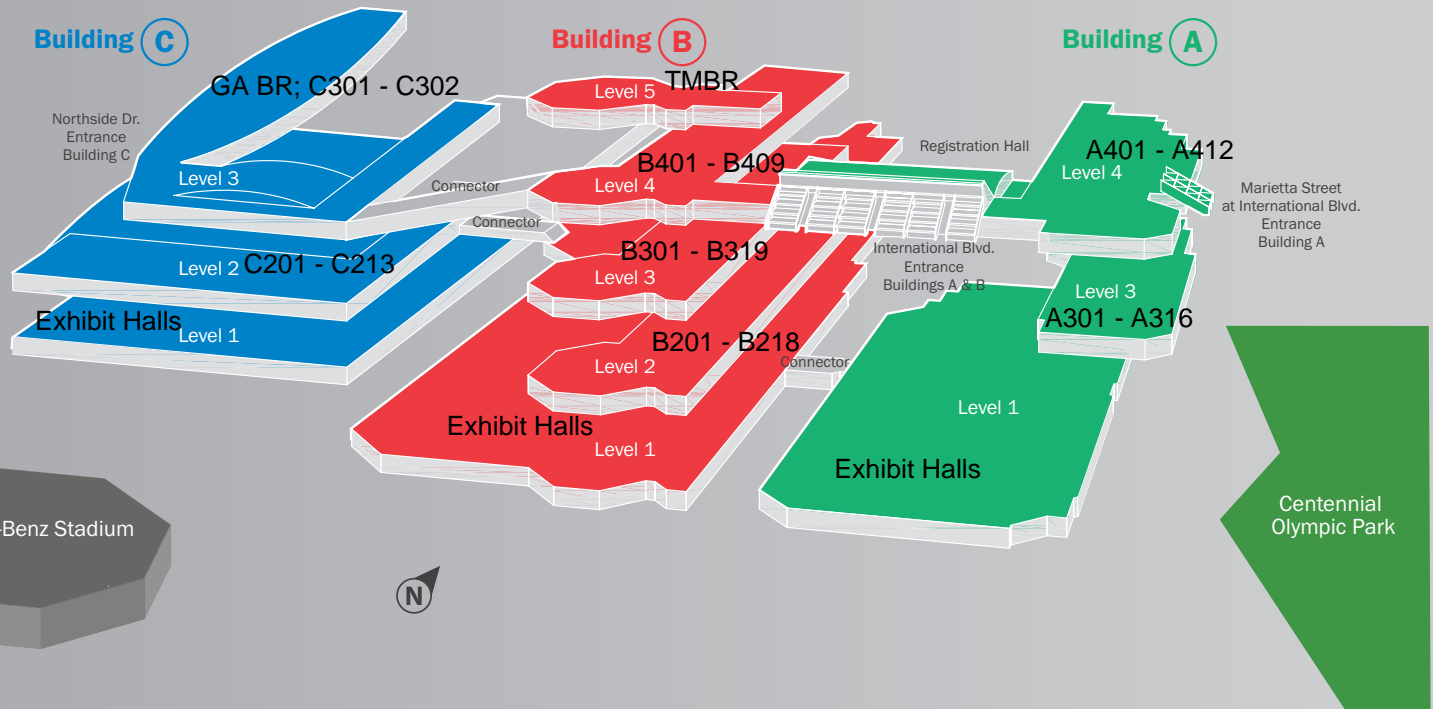 Building C
Building B
Building A
GA BR; C301 - C302
Northside Dr.
Entrance
Building C
Level 3
Connector
Connector
Level 2 C201 - C213
Exhibit Halls
Level 1
Level 5 TMBR
B401 - B409
Level 4
B301 - B319
Level 3
B201 - B218
Level 2
Connector
Exhibit Halls
Level 1
Registration Hall
International Blvd.
Entrance
Buildings A & B
A401 - A412
Level 4
Marietta Street
at International Blvd.
Entrance
Building A
Level 3
A301 - A316
Level 1
Exhibit Halls
-Benz Stadium
N
Centennial
Olympic Park